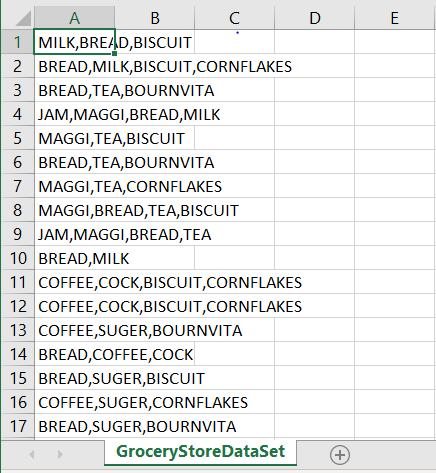 A B C D E
1 MILK,BREAD,BISCUIT
2 BREAD,MILK,BISCUIT,CORNFLAKES
3 BREAD,TEA,BOURNVITA
4 JAM,MAGGI,BREAD,MILK
5 MAGGI,TEA,BISCUIT
6 BREAD,TEA,BOURNVITA
7 MAGGI,TEA,CORNFLAKES
8 MAGGI,BREAD,TEA,BISCUIT
9 JAM,MAGGI,BREAD,TEA
10 BREAD,MILK
11 COFFEE,COCK,BISCUIT,CORNFLAKES
12 COFFEE,COCK,BISCUIT,CORNFLAKES
13 COFFEE,SUGER,BOURNVITA
14 BREAD,COFFEE,COCK
15 BREAD,SUGER,BISCUIT
16 COFFEE,SUGER,CORNFLAKES
17 BREAD,SUGER,BOURNVITA
GroceryStoreDataSet